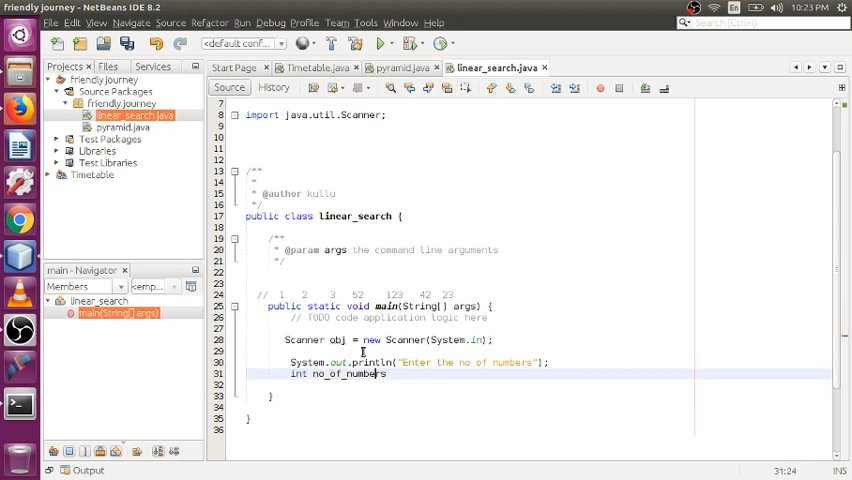 friendly journey - NetBeans IDE 8.2
En
10:23 PM
File Edit View Navigate Source Refactor Run Debug Profile Team Tools Window Help
Search (Ctrl+I)
<default conf...
Projects
Files
Services
Start Page
Timetable.java
pyramid.java
linear_search.java
friendly journey
Source Packages
friendly.journey
linear_search.java
pyramid.java
Test Packages
Libraries
Test Libraries
Timetable
Source
History
7
8 import java.util.Scanner;
9
10
11
12
13 /**
14 *
15 * @author kullu
16 */
17 public class linear_search {
18
19 /**
20 * @param args the command line arguments
21 */
22
23
24 // 1 2 3 52 123 42 23
25 public static void main(String[] args) {
26 // TODO code application logic here
27
28 Scanner obj = new Scanner(System.in);
29
30 System.out.println("Enter the no of numbers");
31 int no_of_numbers
32
33 }
34
35 }
36
main - Navigator
Members
<emp...
linear_search
main(String[] args)
Output
31:24
INS